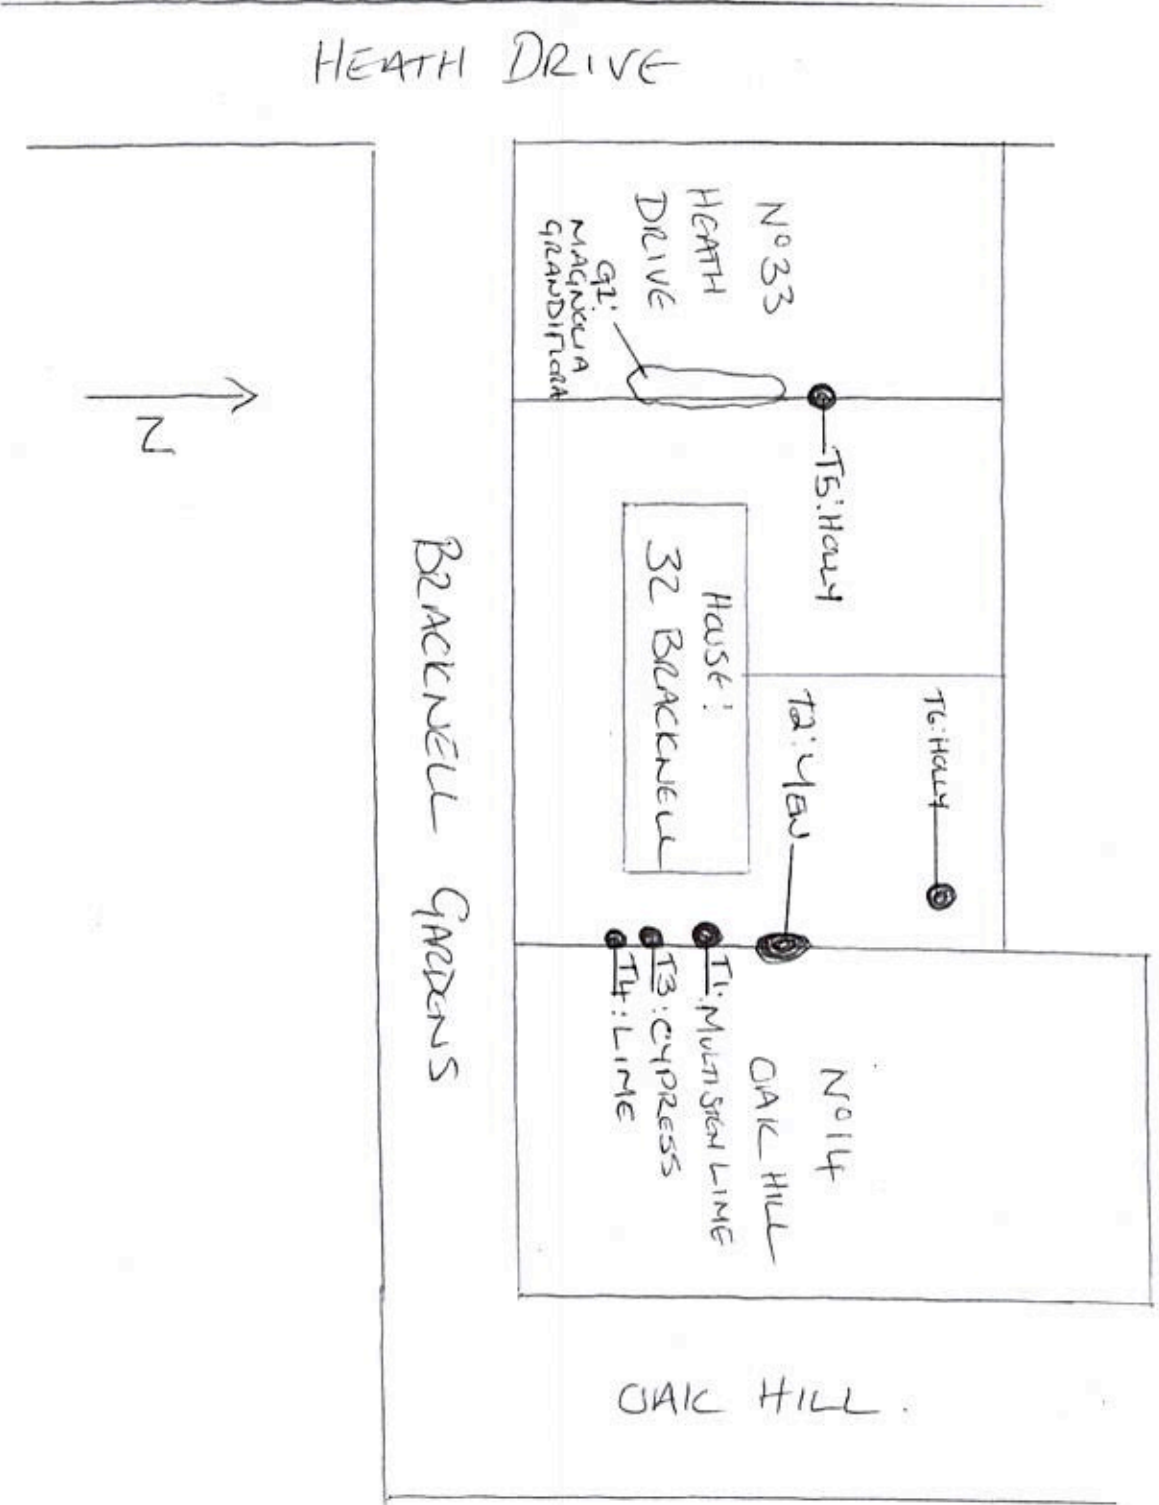 HEATH DRIVE
Nº33
HEATH
DRIVE
G1:
MAGNOLIA
GRANDIFLORA
N
T5:HOLLY
HOUSE:
32 BRACKNELL
T2:YEW
T6:HOLLY
BRACKNELL GARDENS
T1:MULTISTEM LIME
T3:CYPRESS
T4:LIME
Nº14
OAK HILL
OAK HILL.